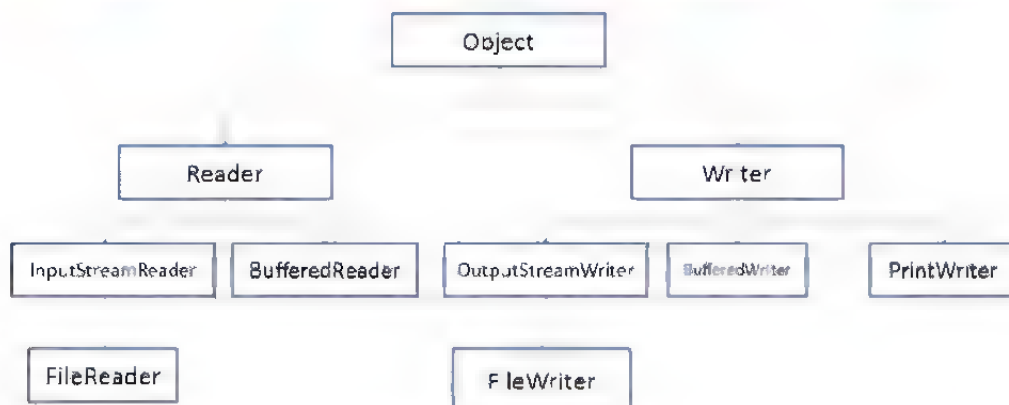 Object
Reader
Writer
InputStreamReader
BufferedReader
OutputStreamWriter
BufferedWriter
PrintWriter
FileReader
FileWriter